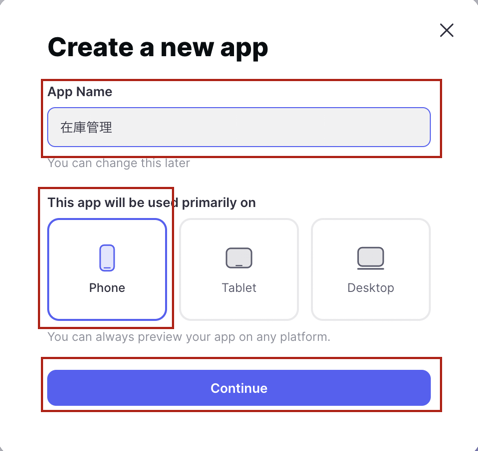 Create a new app
App Name
在庫管理
You can change this later
This app will be used primarily on
Phone
Tablet
Desktop
You can always preview your app on any platform.
Continue